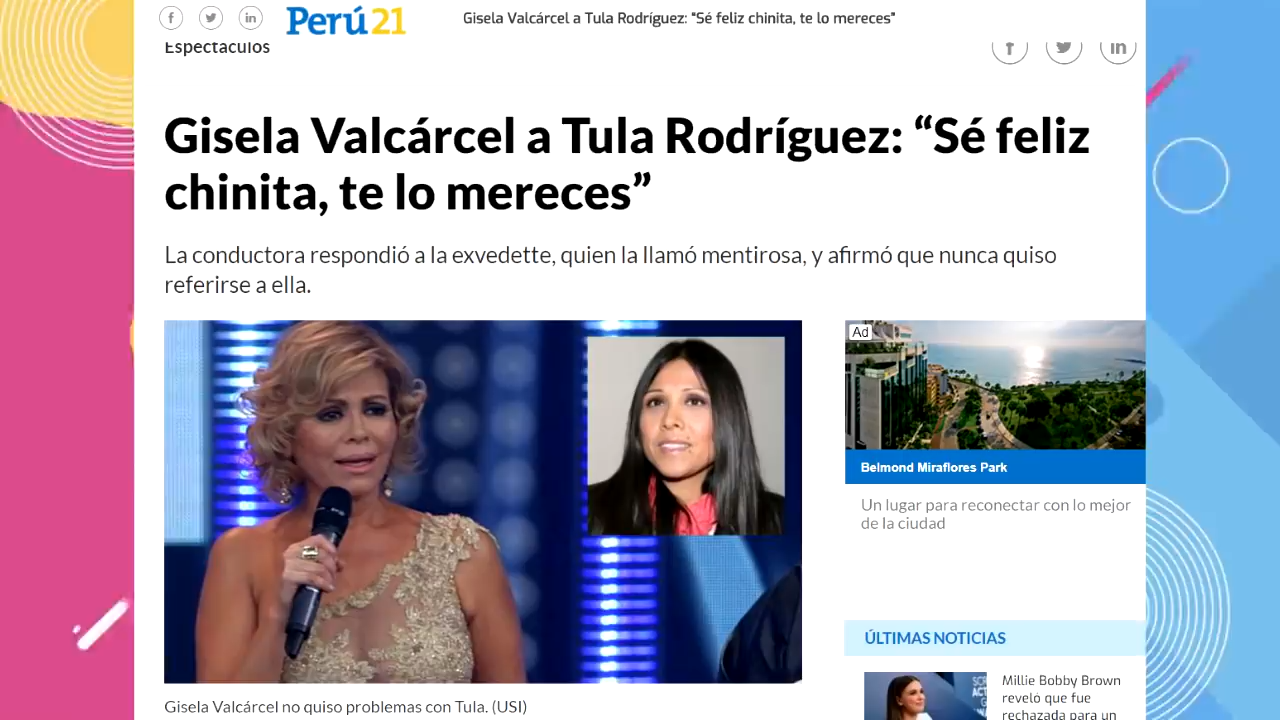 Perú21
Gisela Valcárcel a Tula Rodríguez: “Sé feliz chinita, te lo mereces”
Espectáculos
Gisela Valcárcel a Tula Rodríguez: “Sé feliz
chinita, te lo mereces”
La conductora respondió a la exvedette, quien la llamó mentirosa, y afirmó que nunca quiso
referirse a ella.
Ad
Belmond Miraflores Park
Un lugar para reconectar con lo mejor
de la ciudad
ÚLTIMAS NOTICIAS
Millie Bobby Brown
reveló que fue
rechazada para un
Gisela Valcárcel no quiso problemas con Tula. (USI)